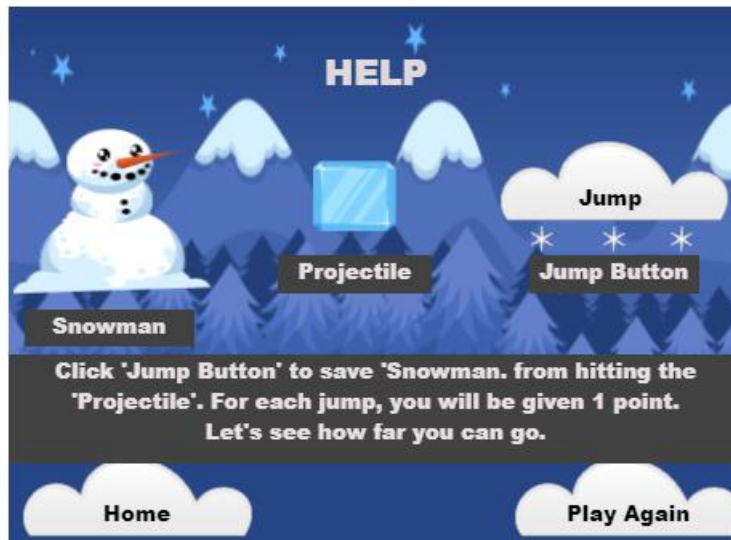 HELP
Jump
Projectile
Jump Button
Snowman
Click 'Jump Button' to save 'Snowman. from hitting the
'Projectile'. For each jump, you will be given 1 point.
Let's see how far you can go.
Home
Play Again